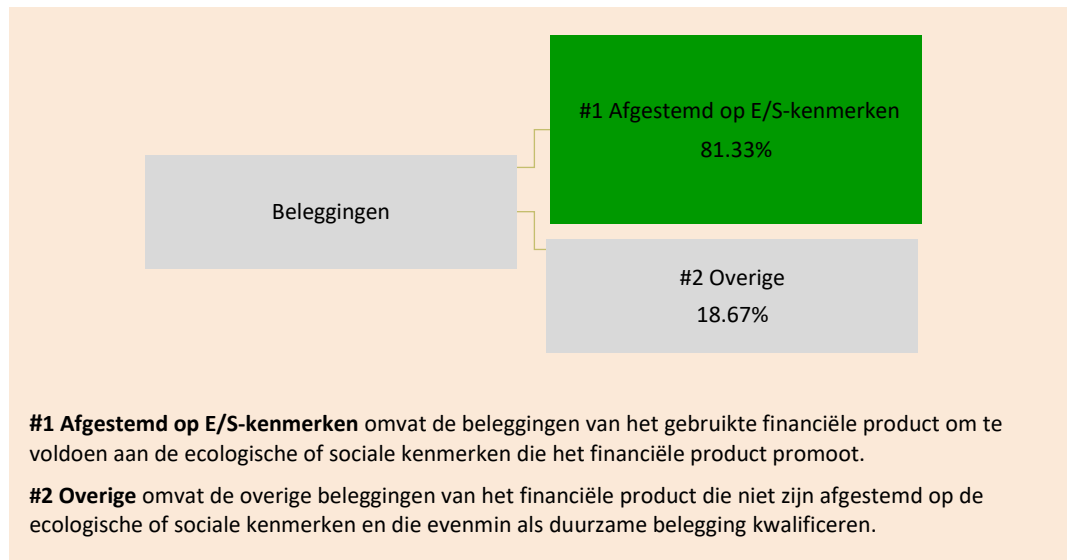 #1 Afgestemd op E/S-kenmerken
81.33%
Beleggingen
#2 Overige
18.67%
#1 Afgestemd op E/S-kenmerken omvat de beleggingen van het gebruikte financiële product om te
voldoen aan de ecologische of sociale kenmerken die het financiële product promoot.
#2 Overige omvat de overige beleggingen van het financiële product die niet zijn afgestemd op de
ecologische of sociale kenmerken en die evenmin als duurzame belegging kwalificeren.